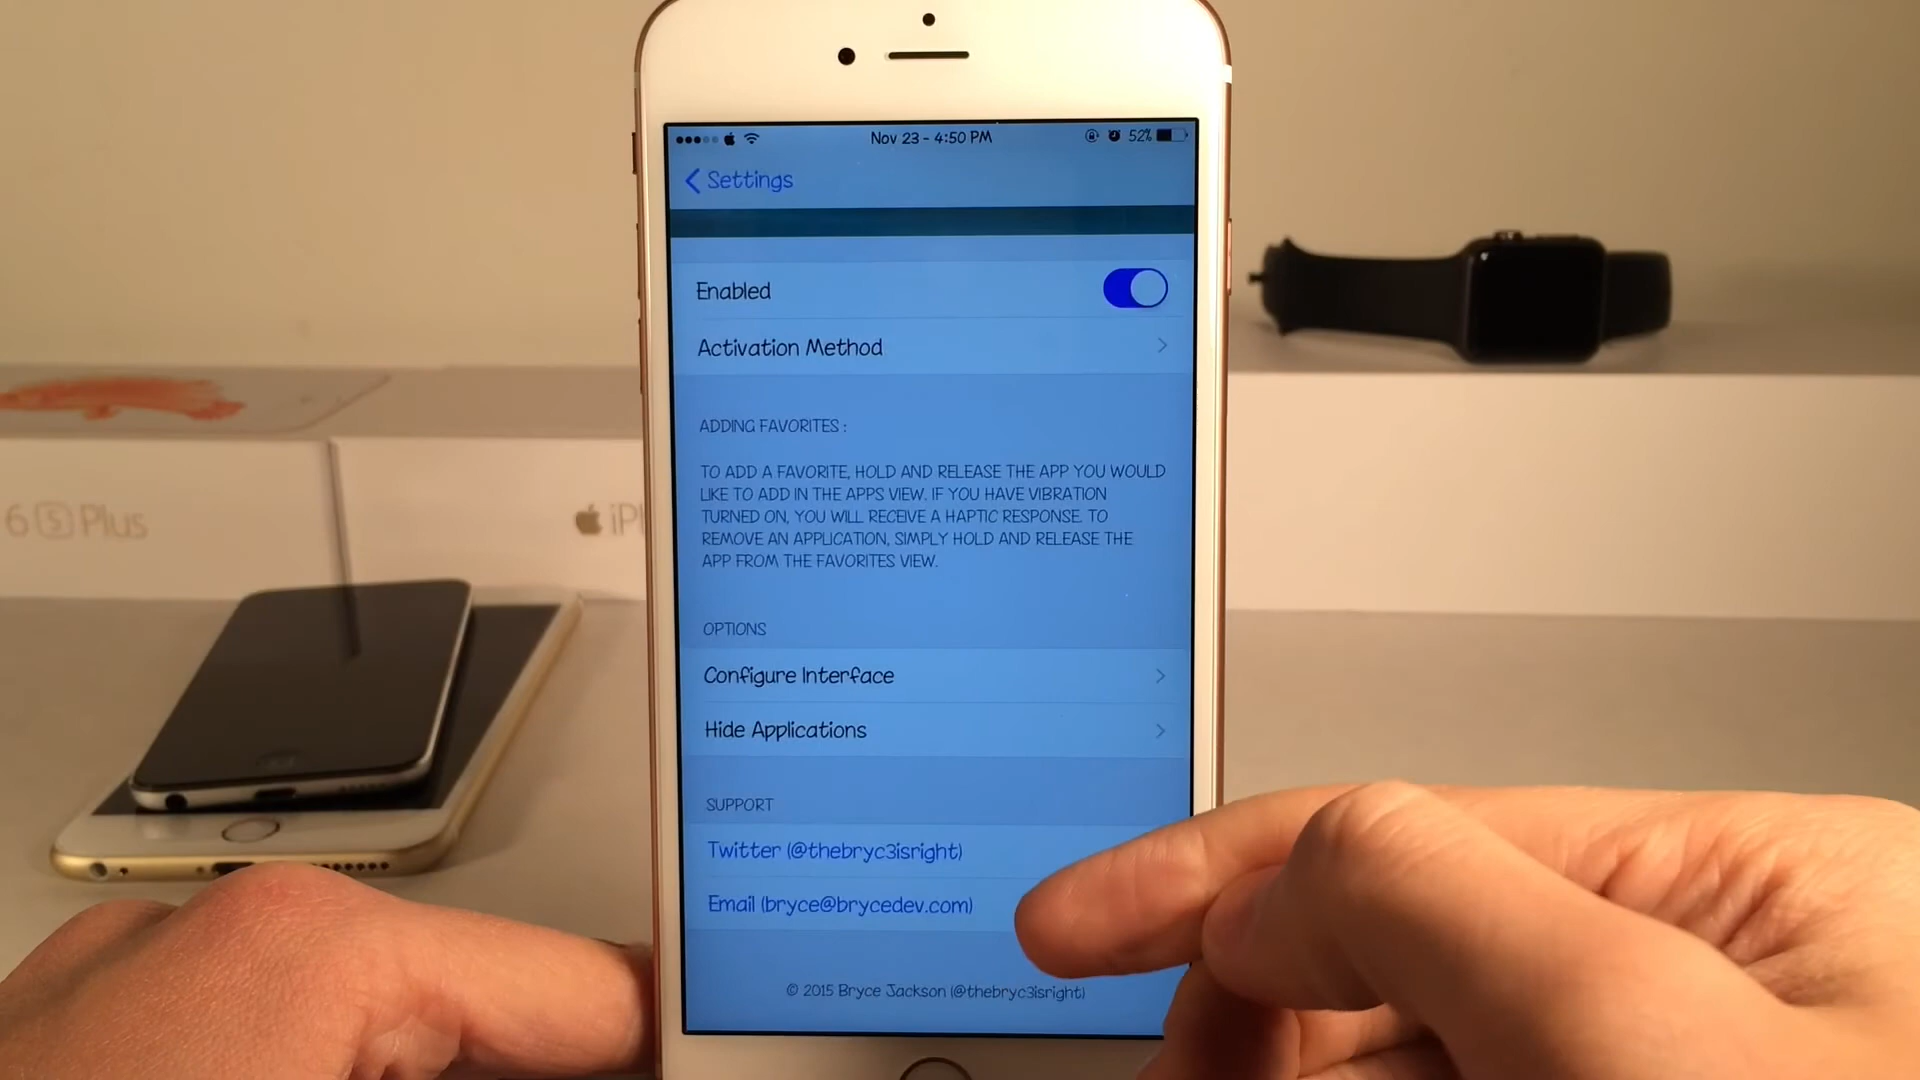 Nov 23 - 4:50 PM
52%
Settings
Enabled
Activation Method
ADDING FAVORITES :
TO ADD A FAVORITE, HOLD AND RELEASE THE APP YOU WOULD
LIKE TO ADD IN THE APPS VIEW. IF YOU HAVE VIBRATION
TURNED ON, YOU WILL RECEIVE A HAPTIC RESPONSE. TO
REMOVE AN APPLICATION, SIMPLY HOLD AND RELEASE THE
APP FROM THE FAVORITES VIEW.
OPTIONS
Configure Interface
Hide Applications
SUPPORT
Twitter (@thebryc3isright)
Email (bryce@brycedev.com)
© 2015 Bryce Jackson (@thebryc3isright)
6S Plus
iPh